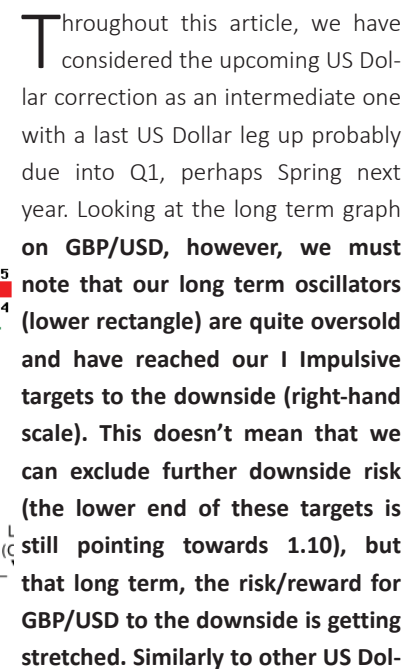 Throughout this article, we have
considered the upcoming US Dol-
lar correction as an intermediate one
with a last US Dollar leg up probably
due into Q1, perhaps Spring next
year. Looking at the long term graph
on GBP/USD, however, we must
5
note that our long term oscillators
4
(lower rectangle) are quite oversold
and have reached our I Impulsive
targets to the downside (right-hand
scale). This doesn’t mean that we
can exclude further downside risk
(the lower end of these targets is
still pointing towards 1.10), but
that long term, the risk/reward for
GBP/USD to the downside is getting
stretched. Similarly to other US Dol-